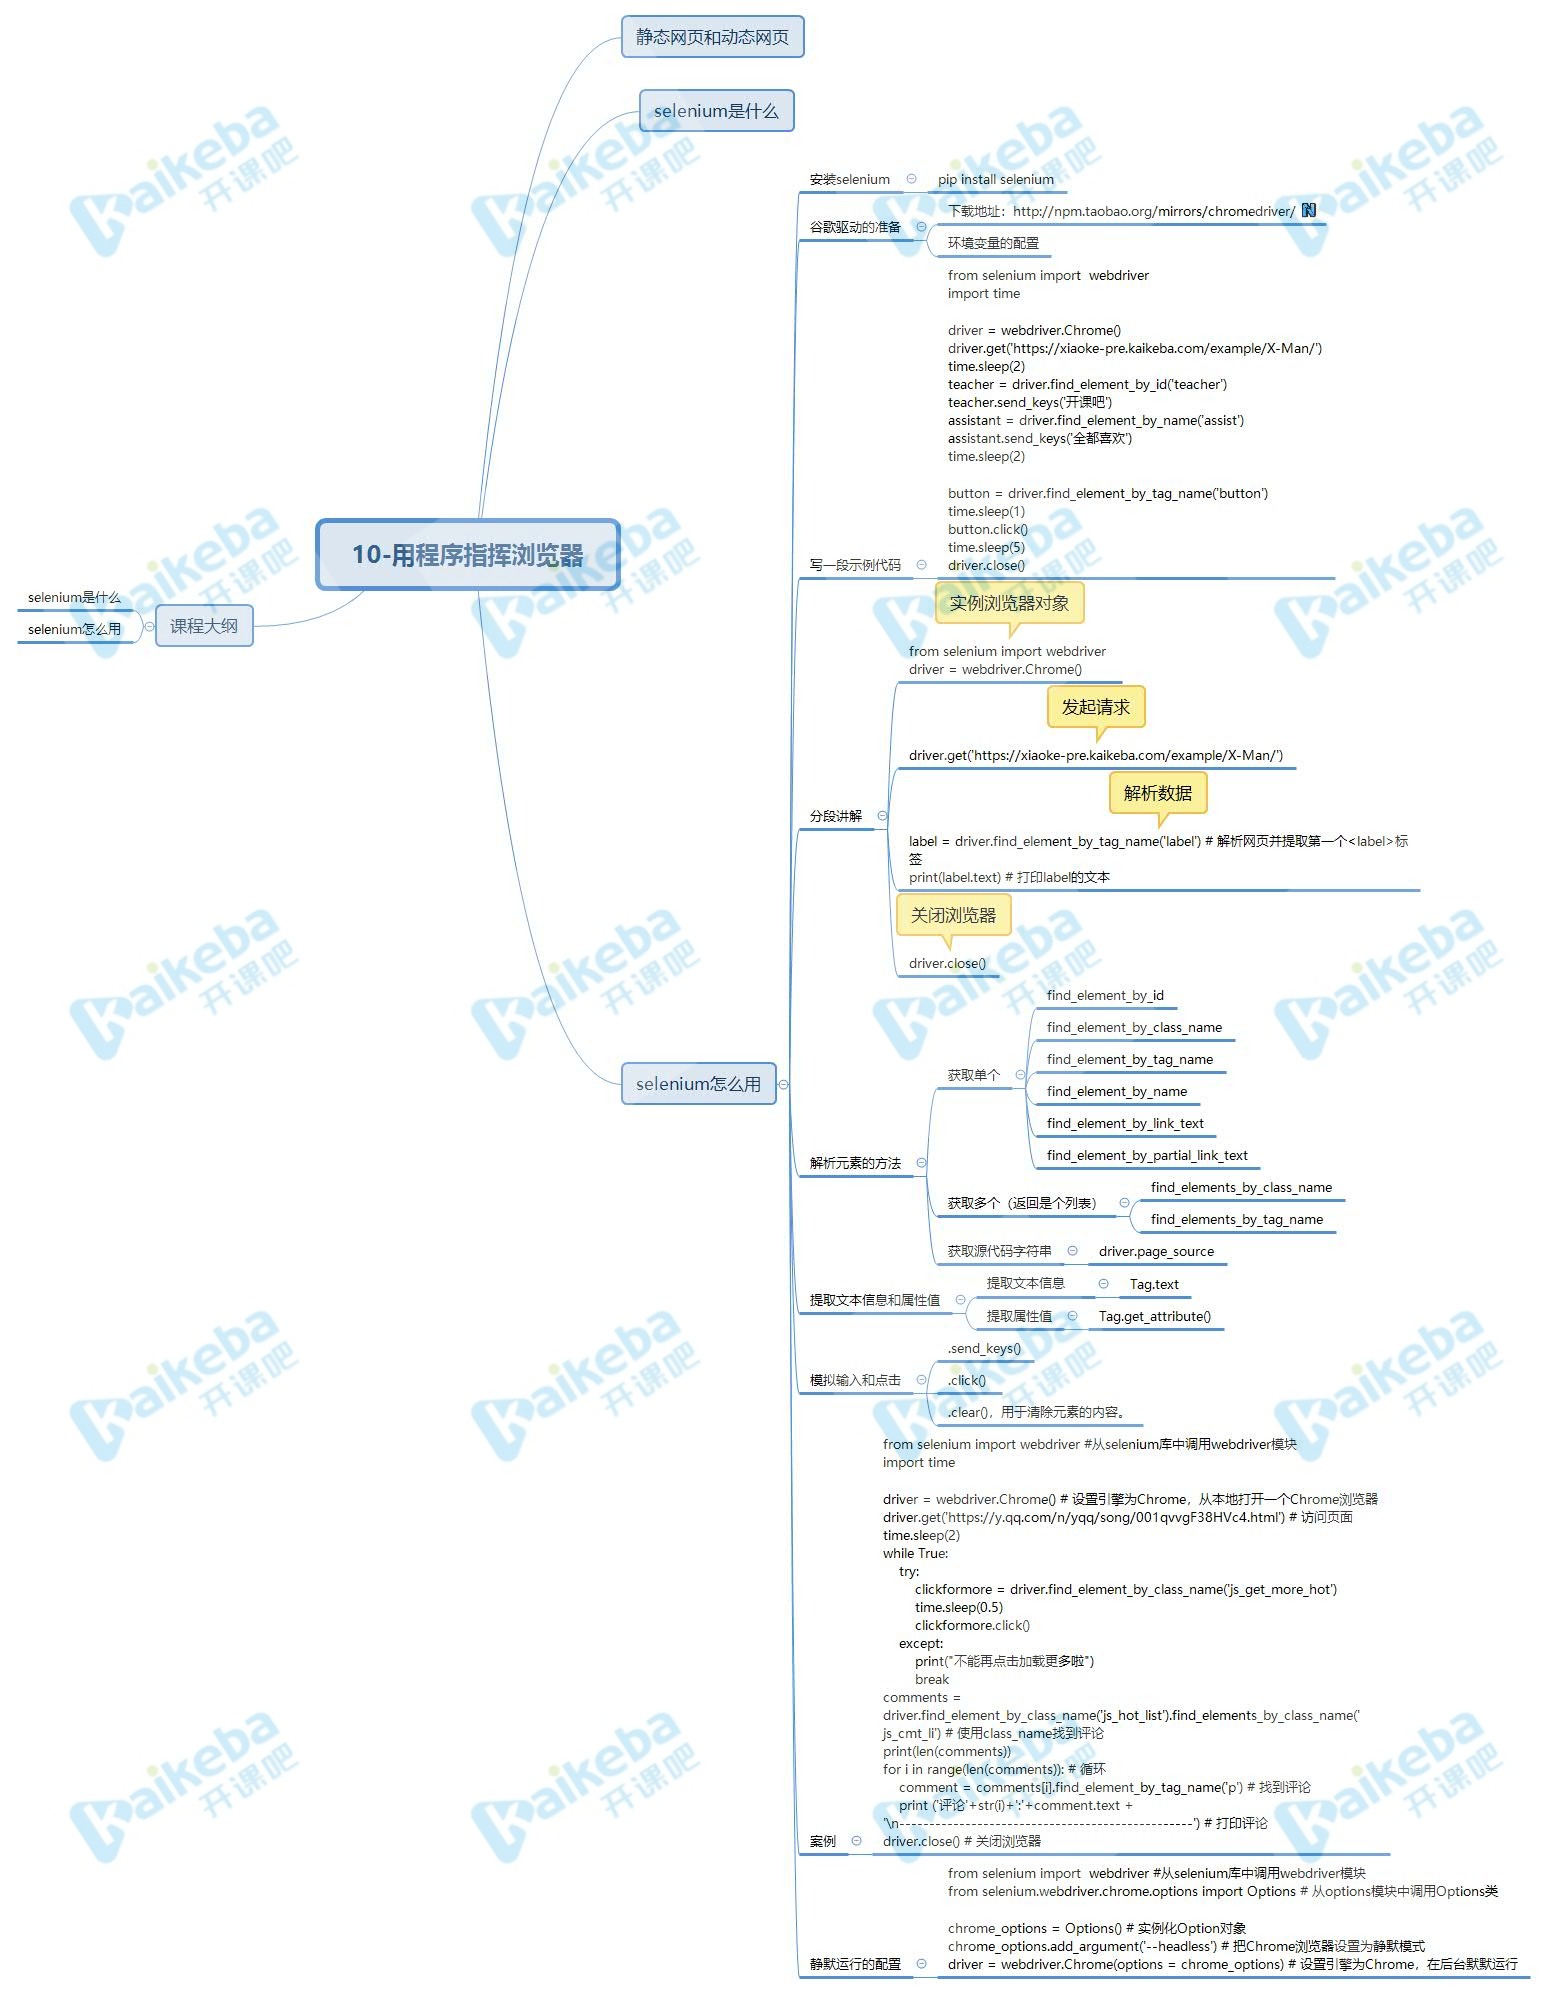 静态网页和动态网页
selenium是什么
10-用程序指挥浏览器
课程大纲
selenium是什么
selenium怎么用
selenium怎么用
安装selenium
pip install selenium
谷歌驱动的准备
下载地址：http://npm.taobao.org/mirrors/chromedriver/
环境变量的配置
写一段示例代码
from selenium import  webdriver
import time
driver = webdriver.Chrome()
driver.get('https://xiaoke-pre.kaikeba.com/example/X-Man/')
time.sleep(2)
teacher = driver.find_element_by_id('teacher')
teacher.send_keys('开课吧')
assistant = driver.find_element_by_name('assist')
assistant.send_keys('全都喜欢')
time.sleep(2)
button = driver.find_element_by_tag_name('button')
time.sleep(1)
button.click()
time.sleep(5)
driver.close()
分段讲解
实例浏览器对象
from selenium import webdriver
driver = webdriver.Chrome()
发起请求
driver.get('https://xiaoke-pre.kaikeba.com/example/X-Man/')
解析数据
label = driver.find_element_by_tag_name('label') # 解析网页并提取第一个<label>标
签
print(label.text) # 打印label的文本
关闭浏览器
driver.close()
解析元素的方法
获取单个
find_element_by_id
find_element_by_class_name
find_element_by_tag_name
find_element_by_name
find_element_by_link_text
find_element_by_partial_link_text
获取多个（返回是个列表）
find_elements_by_class_name
find_elements_by_tag_name
获取源代码字符串
driver.page_source
提取文本信息和属性值
提取文本信息
Tag.text
提取属性值
Tag.get_attribute()
模拟输入和点击
.send_keys()
.click()
.clear()，用于清除元素的内容。
案例
from selenium import webdriver #从selenium库中调用webdriver模块
import time
driver = webdriver.Chrome() # 设置引擎为Chrome，从本地打开一个Chrome浏览器
driver.get('https://y.qq.com/n/yqq/song/001qvvgF38HVc4.html') # 访问页面
time.sleep(2)
while True:
try:
clickformore = driver.find_element_by_class_name('js_get_more_hot')
time.sleep(0.5)
clickformore.click()
except:
print("不能再点击加载更多啦")
break
comments =
driver.find_element_by_class_name('js_hot_list').find_elements_by_class_name('
js_cmt_li') # 使用class_name找到评论
print(len(comments))
for i in range(len(comments)): # 循环
comment = comments[i].find_element_by_tag_name('p') # 找到评论
print ('评论'+str(i)+':'+comment.text +
'\n-------------------------------------------------') # 打印评论
driver.close() # 关闭浏览器
静默运行的配置
from selenium import  webdriver #从selenium库中调用webdriver模块
from selenium.webdriver.chrome.options import Options # 从options模块中调用Options类
chrome_options = Options() # 实例化Option对象
chrome_options.add_argument('--headless') # 把Chrome浏览器设置为静默模式
driver = webdriver.Chrome(options = chrome_options) # 设置引擎为Chrome，在后台默默运行